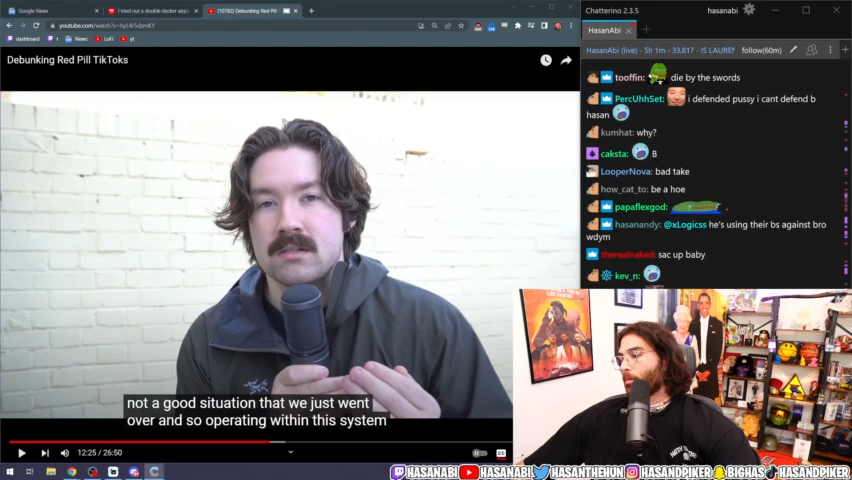 Google News
I tried out a double decker airpl
(10782) Debunking Red Pill TikTok
youtube.com/watch?v=
dashboard
1
News
LoFi
yt
Debunking Red Pill TikToks
not a good situation that we just went
over and so operating within this system
12:25 / 26:50
Chatterino 2.3.5
hasanabi
HasanAbi
HasanAbi (live) - 5h 1m - 33,817 - IS LAUREN
follow(60m)
tooffin: die by the swords
PercUhhSet: i defended pussy i cant defend b
hasan
kumhat: why?
caksta: B
LooperNova: bad take
how_cat_to: be a hoe
papaflexgod: .
hasanandy: @xLogicss he's using their bs against bro
wdym
therealnaked: sac up baby
kev_n:
HASANABI HASANABI HASANTHEHUN HASANDPIKER BIGHAS HASANDPIKER